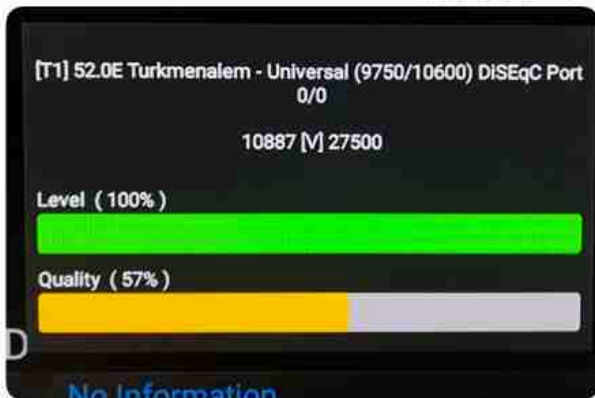 [T1] 52.0E Turkmenalem - Universal (9750/10600) DiSEqC Port
0/0
10887 [V] 27500
Level ( 100% )
Quality ( 57% )
D
No Information